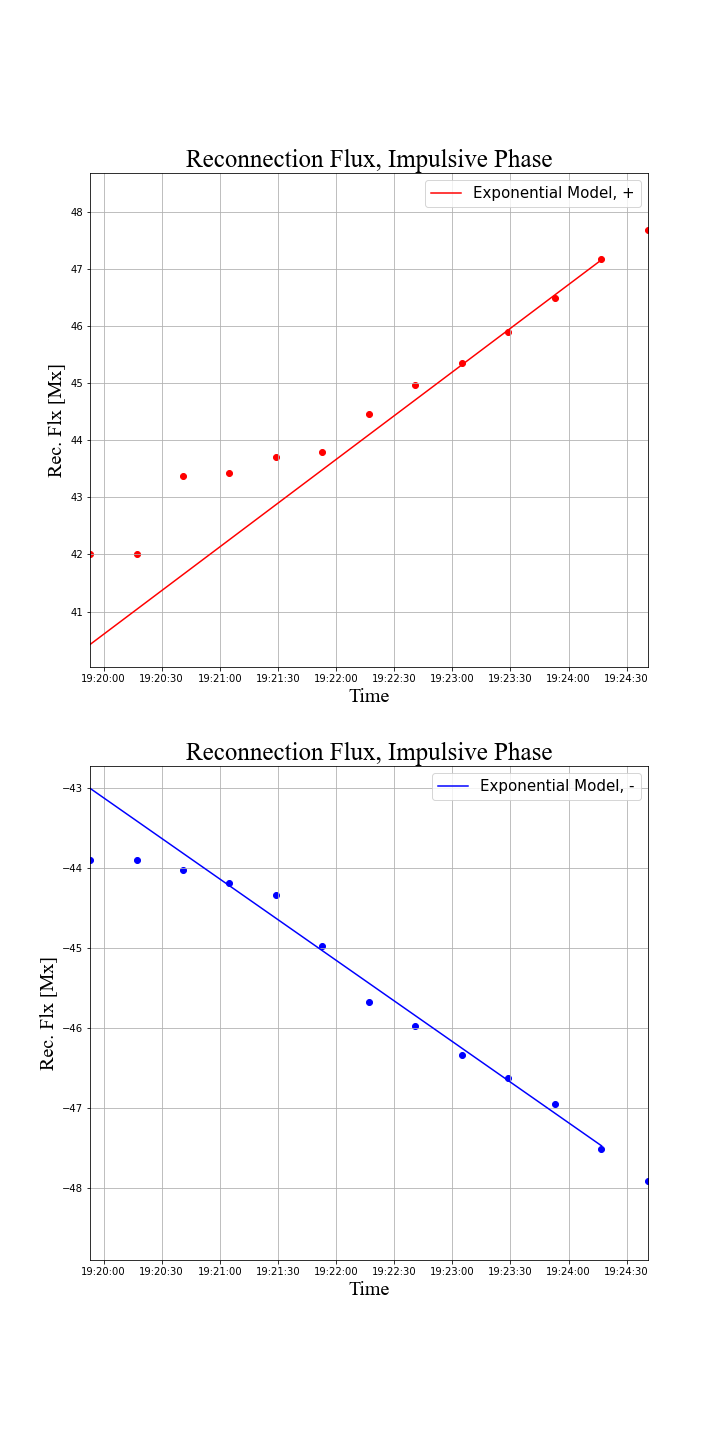 Reconnection Flux, Impulsive Phase
Exponential Model, +
48
47
46
45
44
43
42
41
Rec. Flx [Mx]
19:20:00 19:20:30 19:21:00 19:21:30 19:22:00 19:22:30 19:23:00 19:23:30 19:24:00 19:24:30
Time
Reconnection Flux, Impulsive Phase
Exponential Model, -
−43
−44
−45
−46
−47
−48
Rec. Flx [Mx]
19:20:00 19:20:30 19:21:00 19:21:30 19:22:00 19:22:30 19:23:00 19:23:30 19:24:00 19:24:30
Time